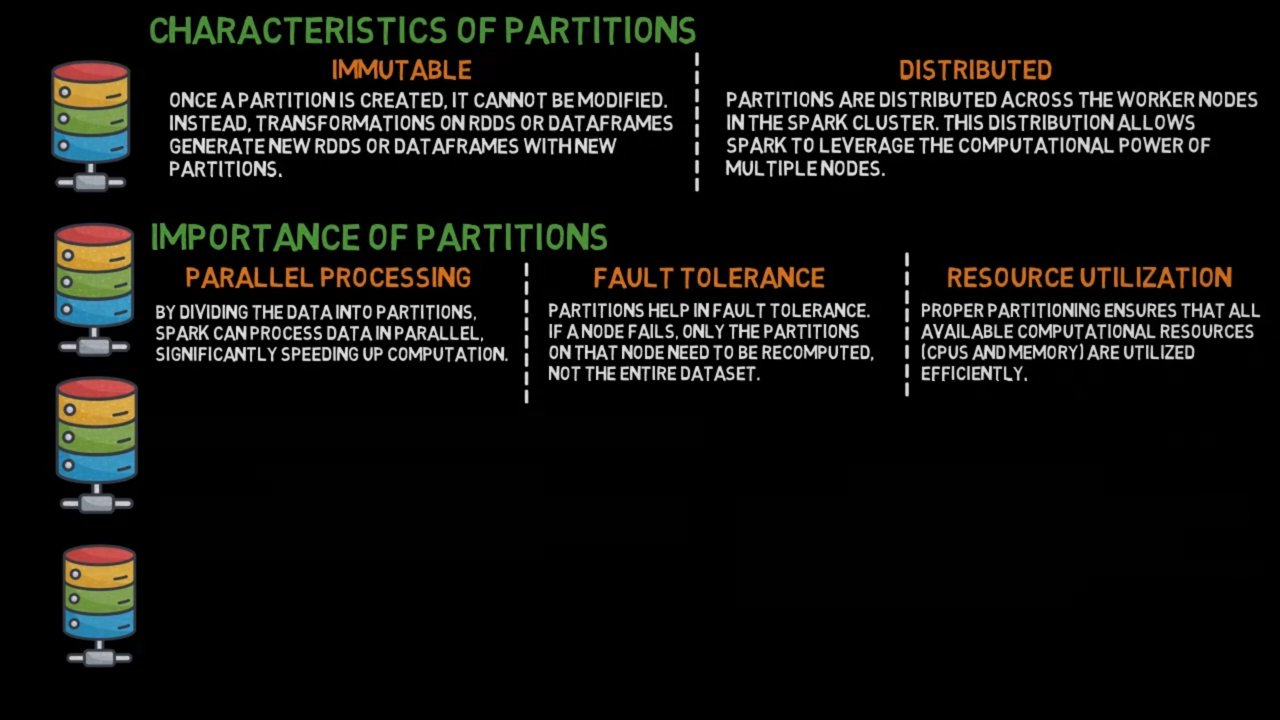 CHARACTERISTICS OF PARTITIONS
IMMUTABLE
ONCE A PARTITION IS CREATED, IT CANNOT BE MODIFIED.
INSTEAD, TRANSFORMATIONS ON RDDS OR DATAFRAMES
GENERATE NEW RDDS OR DATAFRAMES WITH NEW
PARTITIONS.
DISTRIBUTED
PARTITIONS ARE DISTRIBUTED ACROSS THE WORKER NODES
IN THE SPARK CLUSTER. THIS DISTRIBUTION ALLOWS
SPARK TO LEVERAGE THE COMPUTATIONAL POWER OF
MULTIPLE NODES.
IMPORTANCE OF PARTITIONS
PARALLEL PROCESSING
BY DIVIDING THE DATA INTO PARTITIONS,
SPARK CAN PROCESS DATA IN PARALLEL,
SIGNIFICANTLY SPEEDING UP COMPUTATION.
FAULT TOLERANCE
PARTITIONS HELP IN FAULT TOLERANCE.
IF A NODE FAILS, ONLY THE PARTITIONS
ON THAT NODE NEED TO BE RECOMPUTED,
NOT THE ENTIRE DATASET.
RESOURCE UTILIZATION
PROPER PARTITIONING ENSURES THAT ALL
AVAILABLE COMPUTATIONAL RESOURCES
(CPUS AND MEMORY) ARE UTILIZED
EFFICIENTLY.